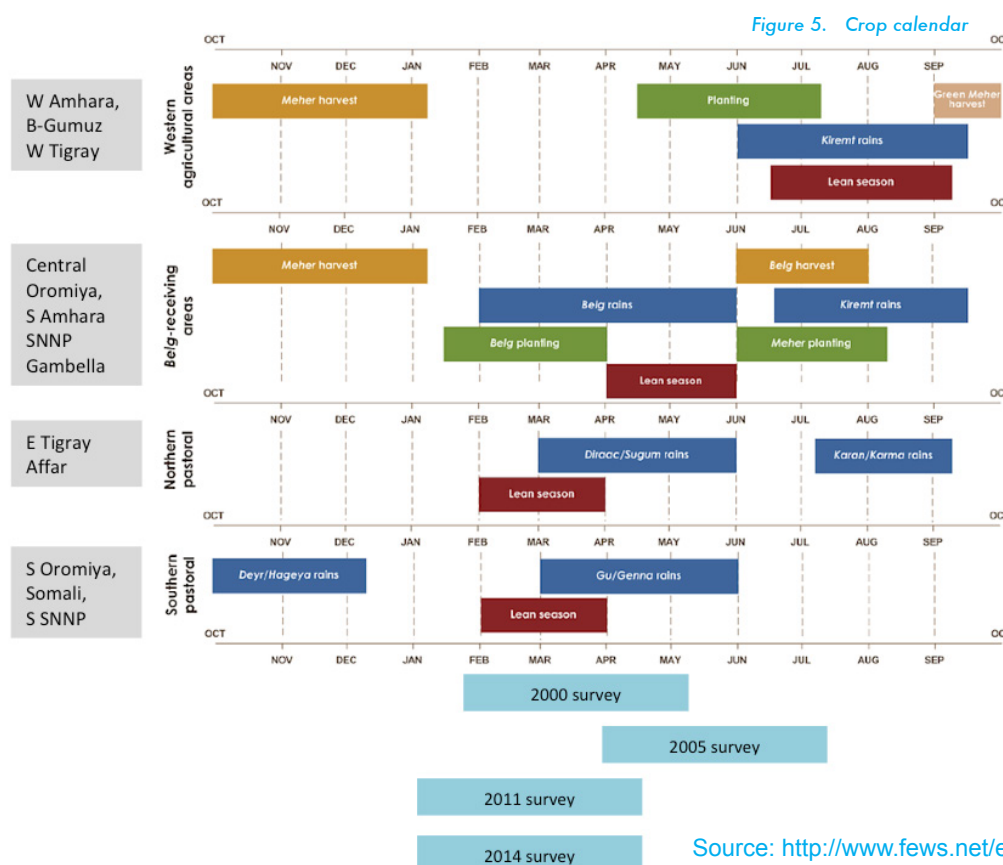 Figure 5. Crop calendar
OCT
NOV DEC JAN FEB MAR APR MAY JUN JUL AUG SEP
W Amhara,
B-Gumuz
W Tigray
Western
agricultural areas
Meher harvest
Planting
Green Meher
harvest
Kiremt rains
Lean season
OCT
NOV DEC JAN FEB MAR APR MAY JUN JUL AUG SEP
Central
Oromiya,
S Amhara
SNNP
Gambella
Belg-receiving
areas
Meher harvest
Belg harvest
Belg rains
Kiremt rains
Belg planting
Meher planting
Lean season
OCT
NOV DEC JAN FEB MAR APR MAY JUN JUL AUG SEP
E Tigray
Affar
Northern
pastoral
Diraac/Sugum rains
Karan/Karma rains
Lean season
OCT
NOV DEC JAN FEB MAR APR MAY JUN JUL AUG SEP
S Oromiya,
Somali,
S SNNP
Southern
pastoral
Deyr/Hageya rains
Gu/Genna rains
Lean season
OCT
NOV DEC JAN FEB MAR APR MAY JUN JUL AUG SEP
2000 survey
2005 survey
2011 survey
2014 survey
Source: http://www.fews.net/e